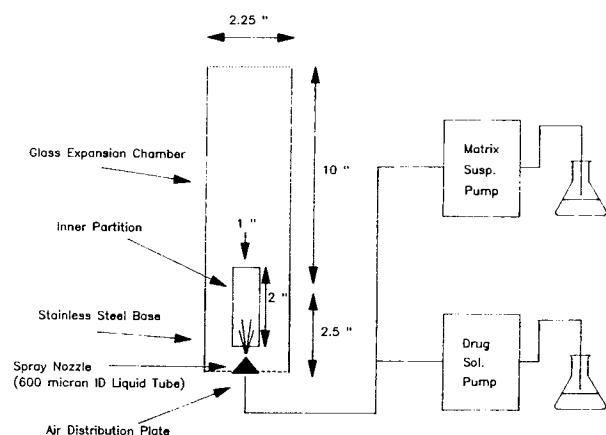 2.25 "
Glass Expansion Chamber
10 "
Matrix
Susp.
Pump
Inner Partition
1 "
2 "
Stainless Steel Base
2.5 "
Spray Nozzle
(600 micron ID Liquid Tube)
Drug
Sol.
Pump
Air Distribution Plate